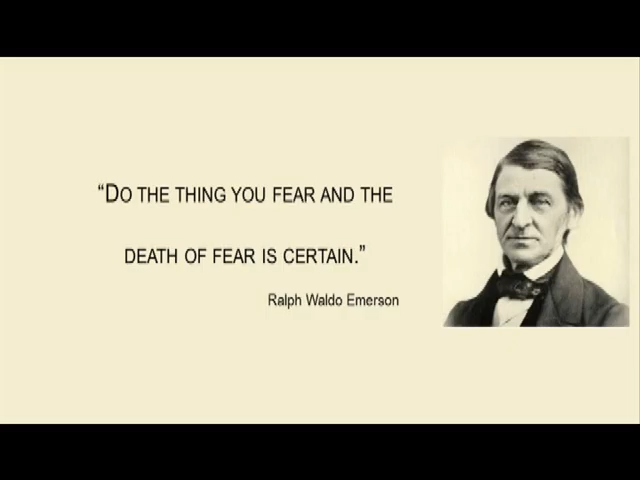 “DO THE THING YOU FEAR AND THE
DEATH OF FEAR IS CERTAIN.”
Ralph Waldo Emerson